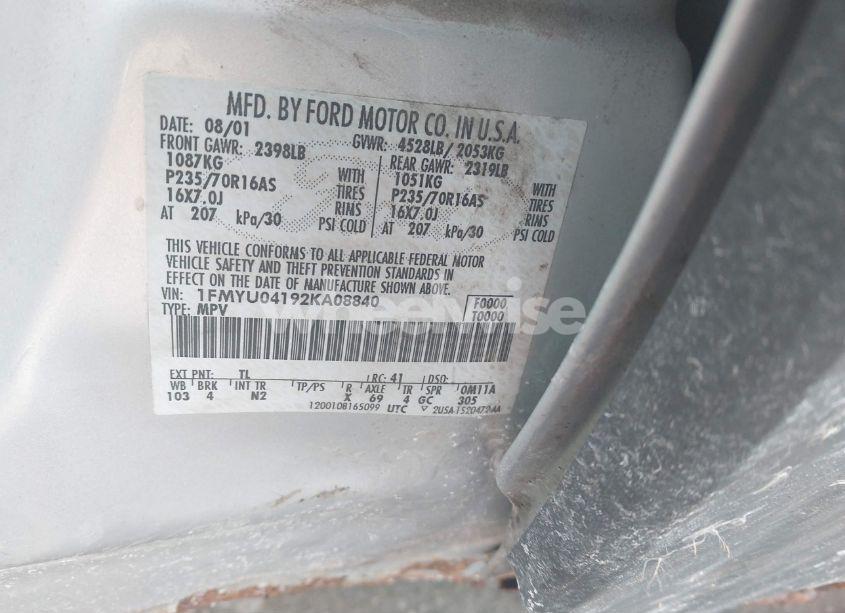 MFD. BY FORD MOTOR CO. IN U.S.A.
DATE: 08/01 GVWR: 4528LB/2053KG
FRONT GAWR: 2398LB REAR GAWR: 2319LB
1087KG WITH 1051KG WITH
P235/70R16AS TIRES P235/70R16AS TIRES
16X7.0J RIMS 16X7.0J RIMS
AT 207 kPa/30 PSI COLD AT 207 kPa/30 PSI COLD
THIS VEHICLE CONFORMS TO ALL APPLICABLE FEDERAL MOTOR
VEHICLE SAFETY AND THEFT PREVENTION STANDARDS IN
EFFECT ON THE DATE OF MANUFACTURE SHOWN ABOVE.
VIN: 1FMYU04192KA08840 F0000
TYPE: MPV T0000
wheelwise
EXT PNT: YL RC: 41 DSO:
WB BRK INT TR TP/PS R AXLE TR SPR OM11A
103 4 N2 X 69 4 GC 305
1200108165099 UTC